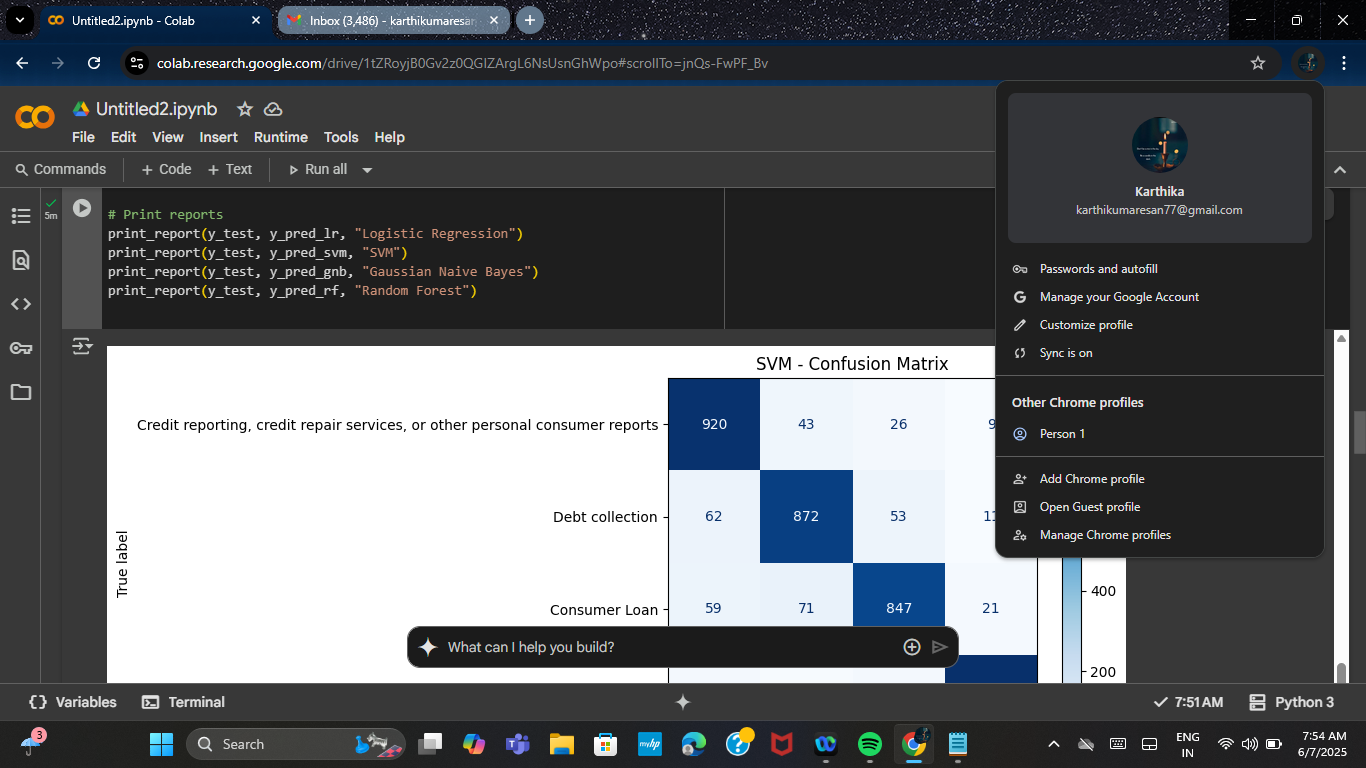 Untitled2.ipynb - Colab
Inbox (3,486) - karthikumaresan
colab.research.google.com/drive/1tZRoyjB0Gv2z0QGIZArgL6NsUsnGhWpo#scrollTo=jnQs-FwPF_Bv
Untitled2.ipynb
File Edit View Insert Runtime Tools Help
Commands + Code + Text Run all
5m
# Print reports
print_report(y_test, y_pred_lr, "Logistic Regression")
print_report(y_test, y_pred_svm, "SVM")
print_report(y_test, y_pred_gnb, "Gaussian Naive Bayes")
print_report(y_test, y_pred_rf, "Random Forest")
SVM - Confusion Matrix
Credit reporting, credit repair services, or other personal consumer reports 920 43 26 9
Debt collection 62 872 53 11
Consumer Loan 59 71 847 21
True label
400
200
Karthika
karthikumaresan77@gmail.com
Passwords and autofill
Manage your Google Account
Customize profile
Sync is on
Other Chrome profiles
Person 1
Add Chrome profile
Open Guest profile
Manage Chrome profiles
What can I help you build?
Variables Terminal 7:51 AM Python 3
3
Search
myhp
ENG
IN
7:54 AM
6/7/2025